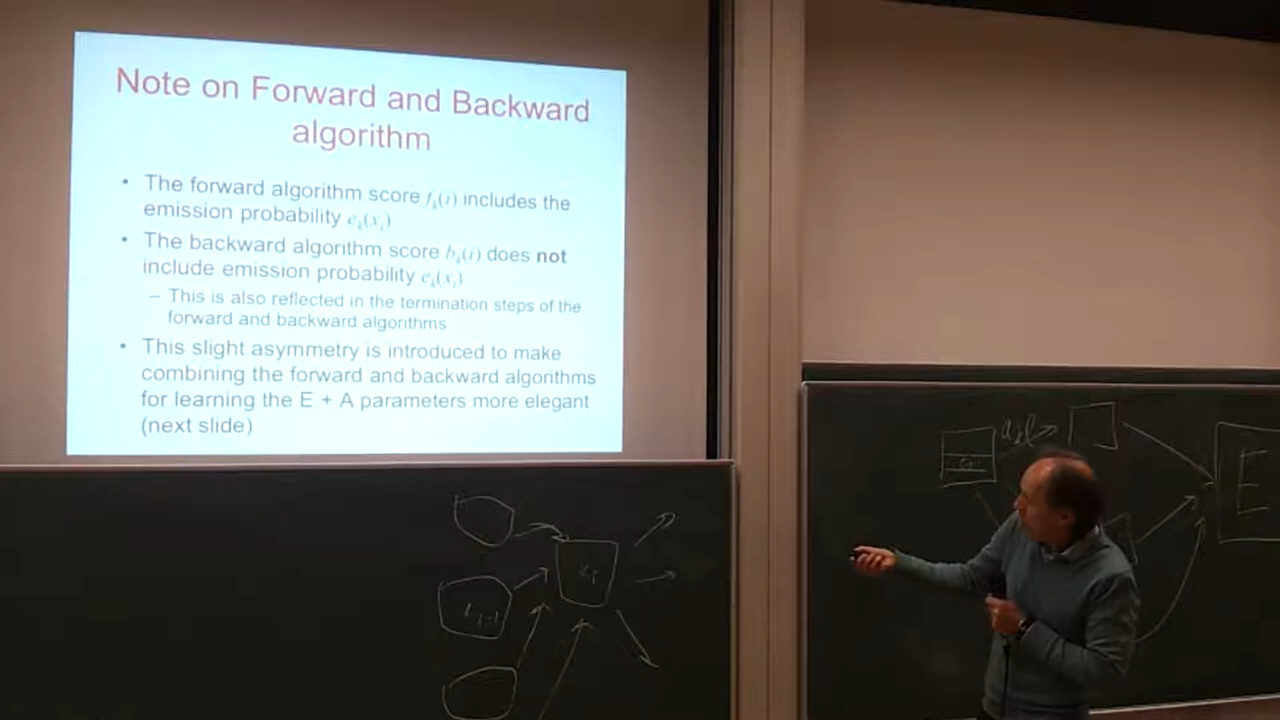 Note on Forward and Backward
algorithm
• The forward algorithm score fₖ(i) includes the
emission probability eₖ(xᵢ)
• The backward algorithm score bₖ(i) does not
include emission probability eₖ(xᵢ)
– This is also reflected in the termination steps of the
forward and backward algorithms
• This slight asymmetry is introduced to make
combining the forward and backward algorithms
for learning the E + A parameters more elegant
(next slide)
E